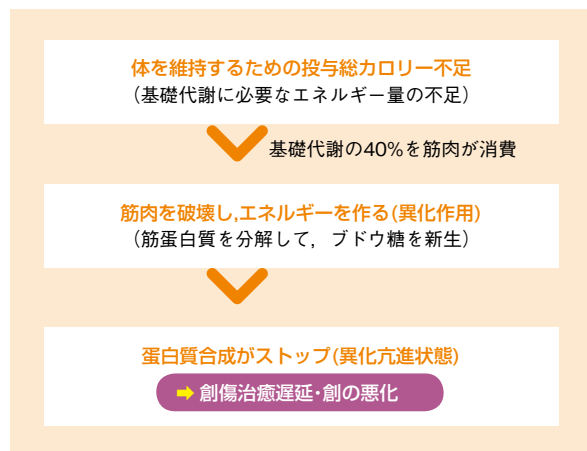 体を維持するための投与総カロリー不足
（基礎代謝に必要なエネルギー量の不足）
基礎代謝の40％を筋肉が消費
筋肉を破壊し,エネルギーを作る(異化作用)
（筋蛋白質を分解して，ブドウ糖を新生）
蛋白質合成がストップ(異化亢進状態)
➡ 創傷治癒遅延・創の悪化